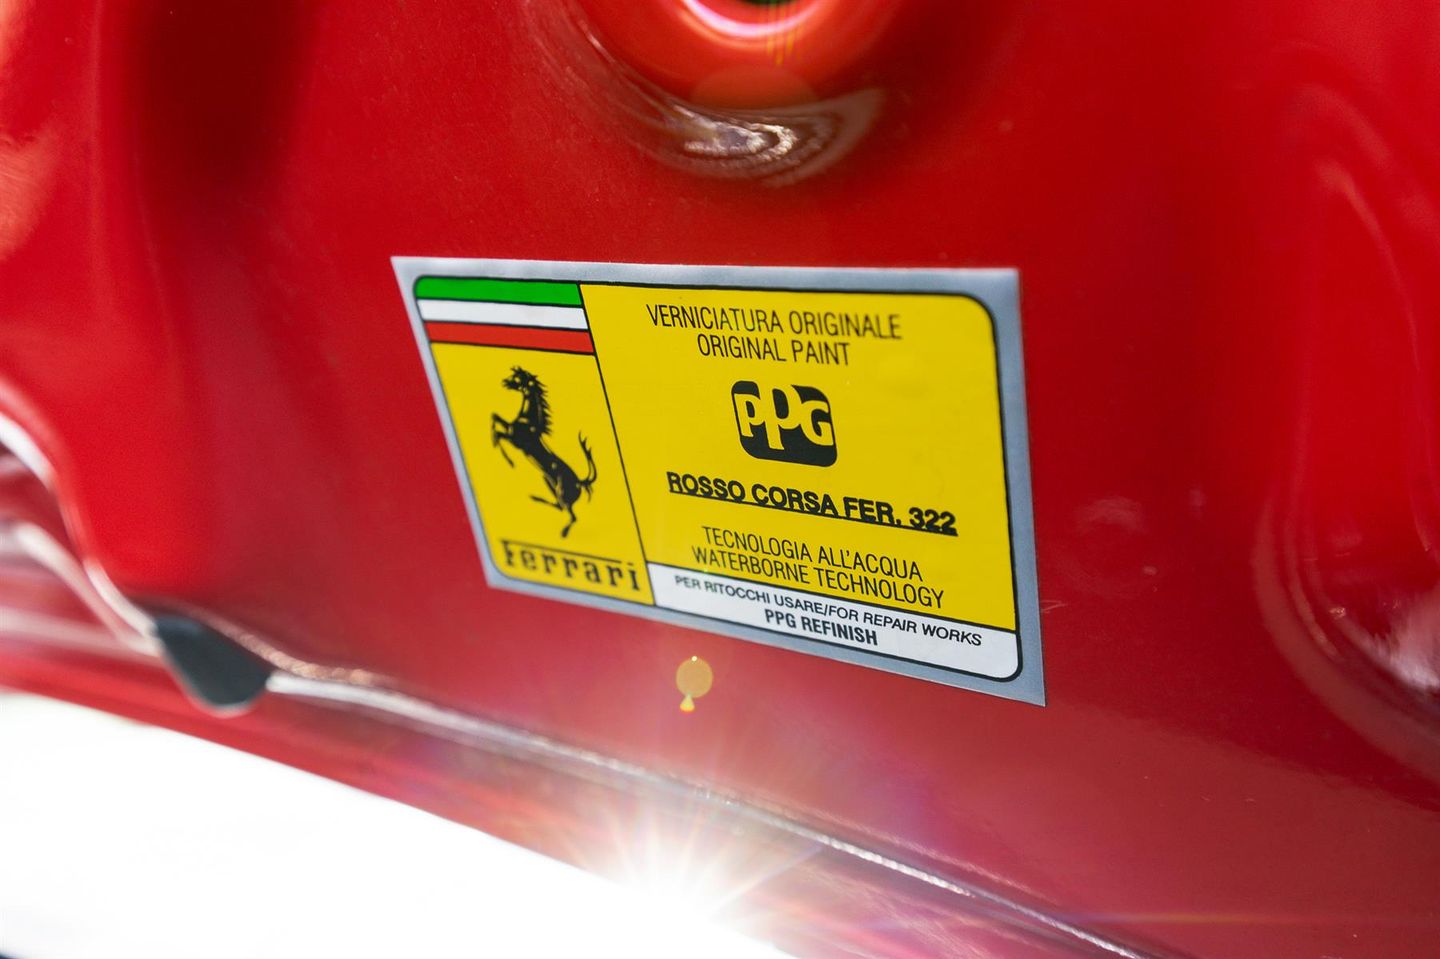 VERNICIATURA ORIGINALE
ORIGINAL PAINT
PPG
ROSSO CORSA FER. 322
TECNOLOGIA ALL'ACQUA
WATERBORNE TECHNOLOGY
PER RITOCCHI USARE/FOR REPAIR WORKS
PPG REFINISH
Ferrari